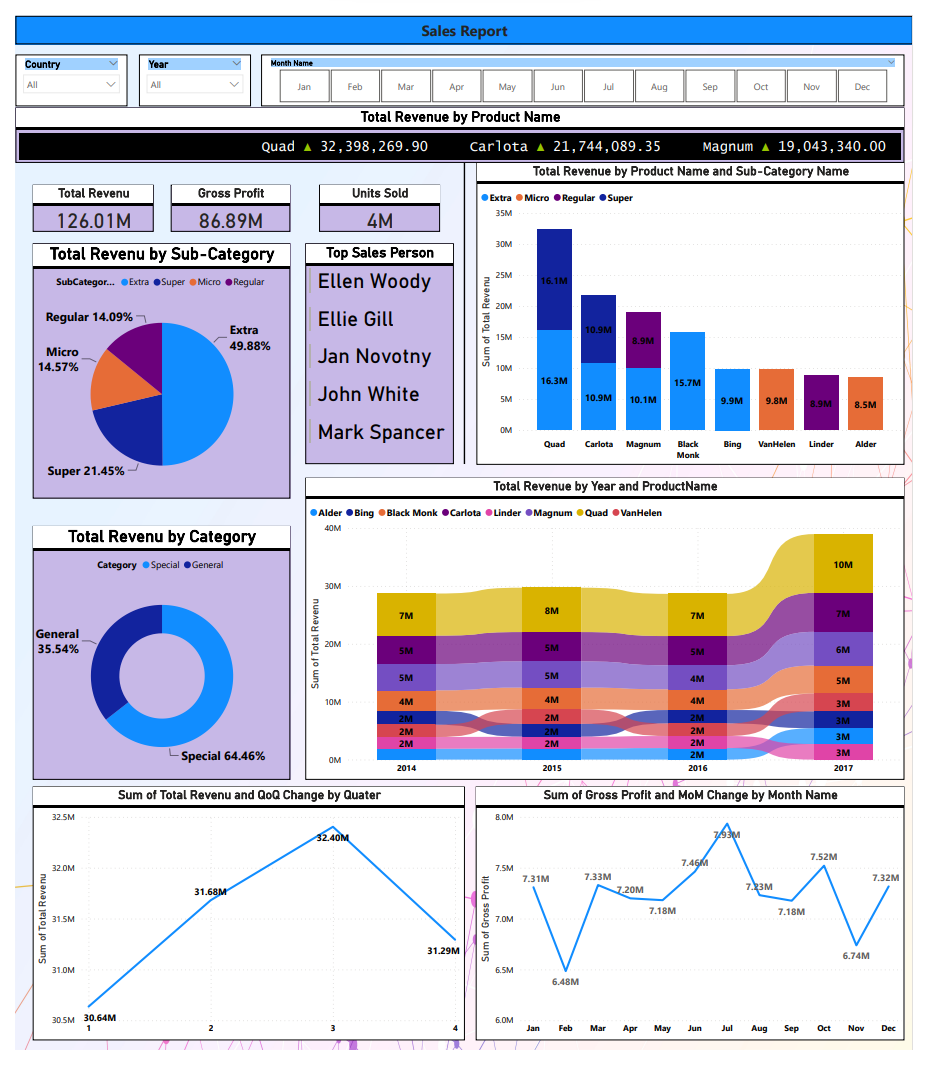 Sales Report
Country
All
Year
All
Month Name
Jan Feb Mar Apr May Jun Jul Aug Sep Oct Nov Dec
Total Revenue by Product Name
Quad ▲ 32,398,269.90 Carlota ▲ 21,744,089.35 Magnum ▲ 19,043,340.00
Total Revenu
126.01M
Gross Profit
86.89M
Units Sold
4M
Total Revenu by Sub-Category
SubCategor... Extra Super Micro Regular
Regular 14.09%
Extra
49.88%
Micro
14.57%
Super 21.45%
Top Sales Person
Ellen Woody
Ellie Gill
Jan Novotny
John White
Mark Spancer
Total Revenue by Product Name and Sub-Category Name
Extra Micro Regular Super
Sum of Total Revenu
35M
30M
25M
20M
15M
10M
5M
0M
16.1M
10.9M
8.9M
16.3M
10.9M
10.1M
15.7M
9.9M
9.8M
8.9M
8.5M
Quad Carlota Magnum Black Monk Bing VanHelen Linder Alder
Total Revenu by Category
Category Special General
General
35.54%
Special 64.46%
Total Revenue by Year and ProductName
Alder Bing Black Monk Carlota Linder Magnum Quad VanHelen
Sum of Total Revenu
40M
30M
20M
10M
0M
7M
5M
5M
4M
2M
2M
2M
8M
5M
5M
4M
2M
2M
2M
7M
5M
4M
4M
2M
2M
2M
2M
10M
7M
6M
5M
3M
3M
3M
3M
2014 2015 2016 2017
Sum of Total Revenu and QoQ Change by Quater
Sum of Total Revenu
32.5M
32.0M
31.5M
31.0M
30.5M
30.64M
31.68M
32.40M
31.29M
1 2 3 4
Sum of Gross Profit and MoM Change by Month Name
Sum of Gross Profit
8.0M
7.5M
7.0M
6.5M
6.0M
7.31M
6.48M
7.33M
7.20M
7.18M
7.46M
7.93M
7.23M
7.18M
7.52M
6.74M
7.32M
Jan Feb Mar Apr May Jun Jul Aug Sep Oct Nov Dec